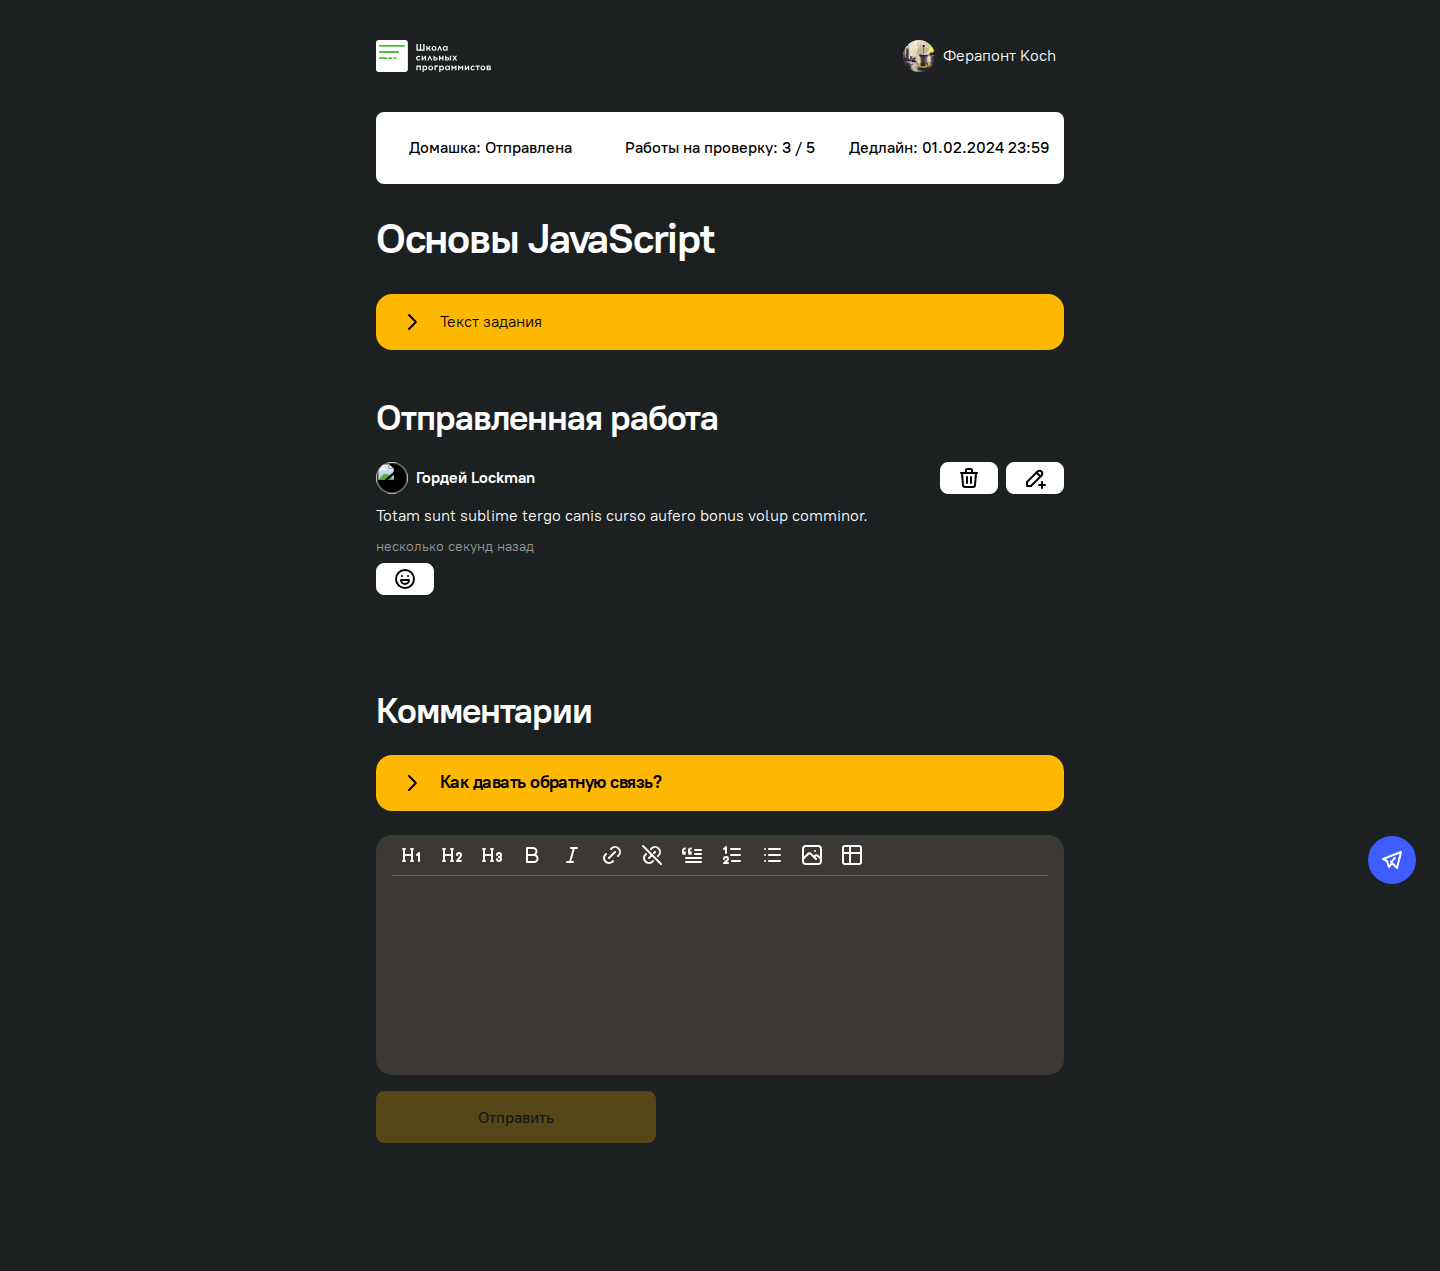 Школа
сильных
программистов
Ферапонт Koch
Домашка: Отправлена
Работы на проверку: 3 / 5
Дедлайн: 01.02.2024 23:59
Основы JavaScript
Текст задания
Отправленная работа
Гордей Lockman
Totam sunt sublime tergo canis curso aufero bonus volup comminor.
несколько секунд назад
Комментарии
Как давать обратную связь?
H1 H2 H3 B I
Отправить